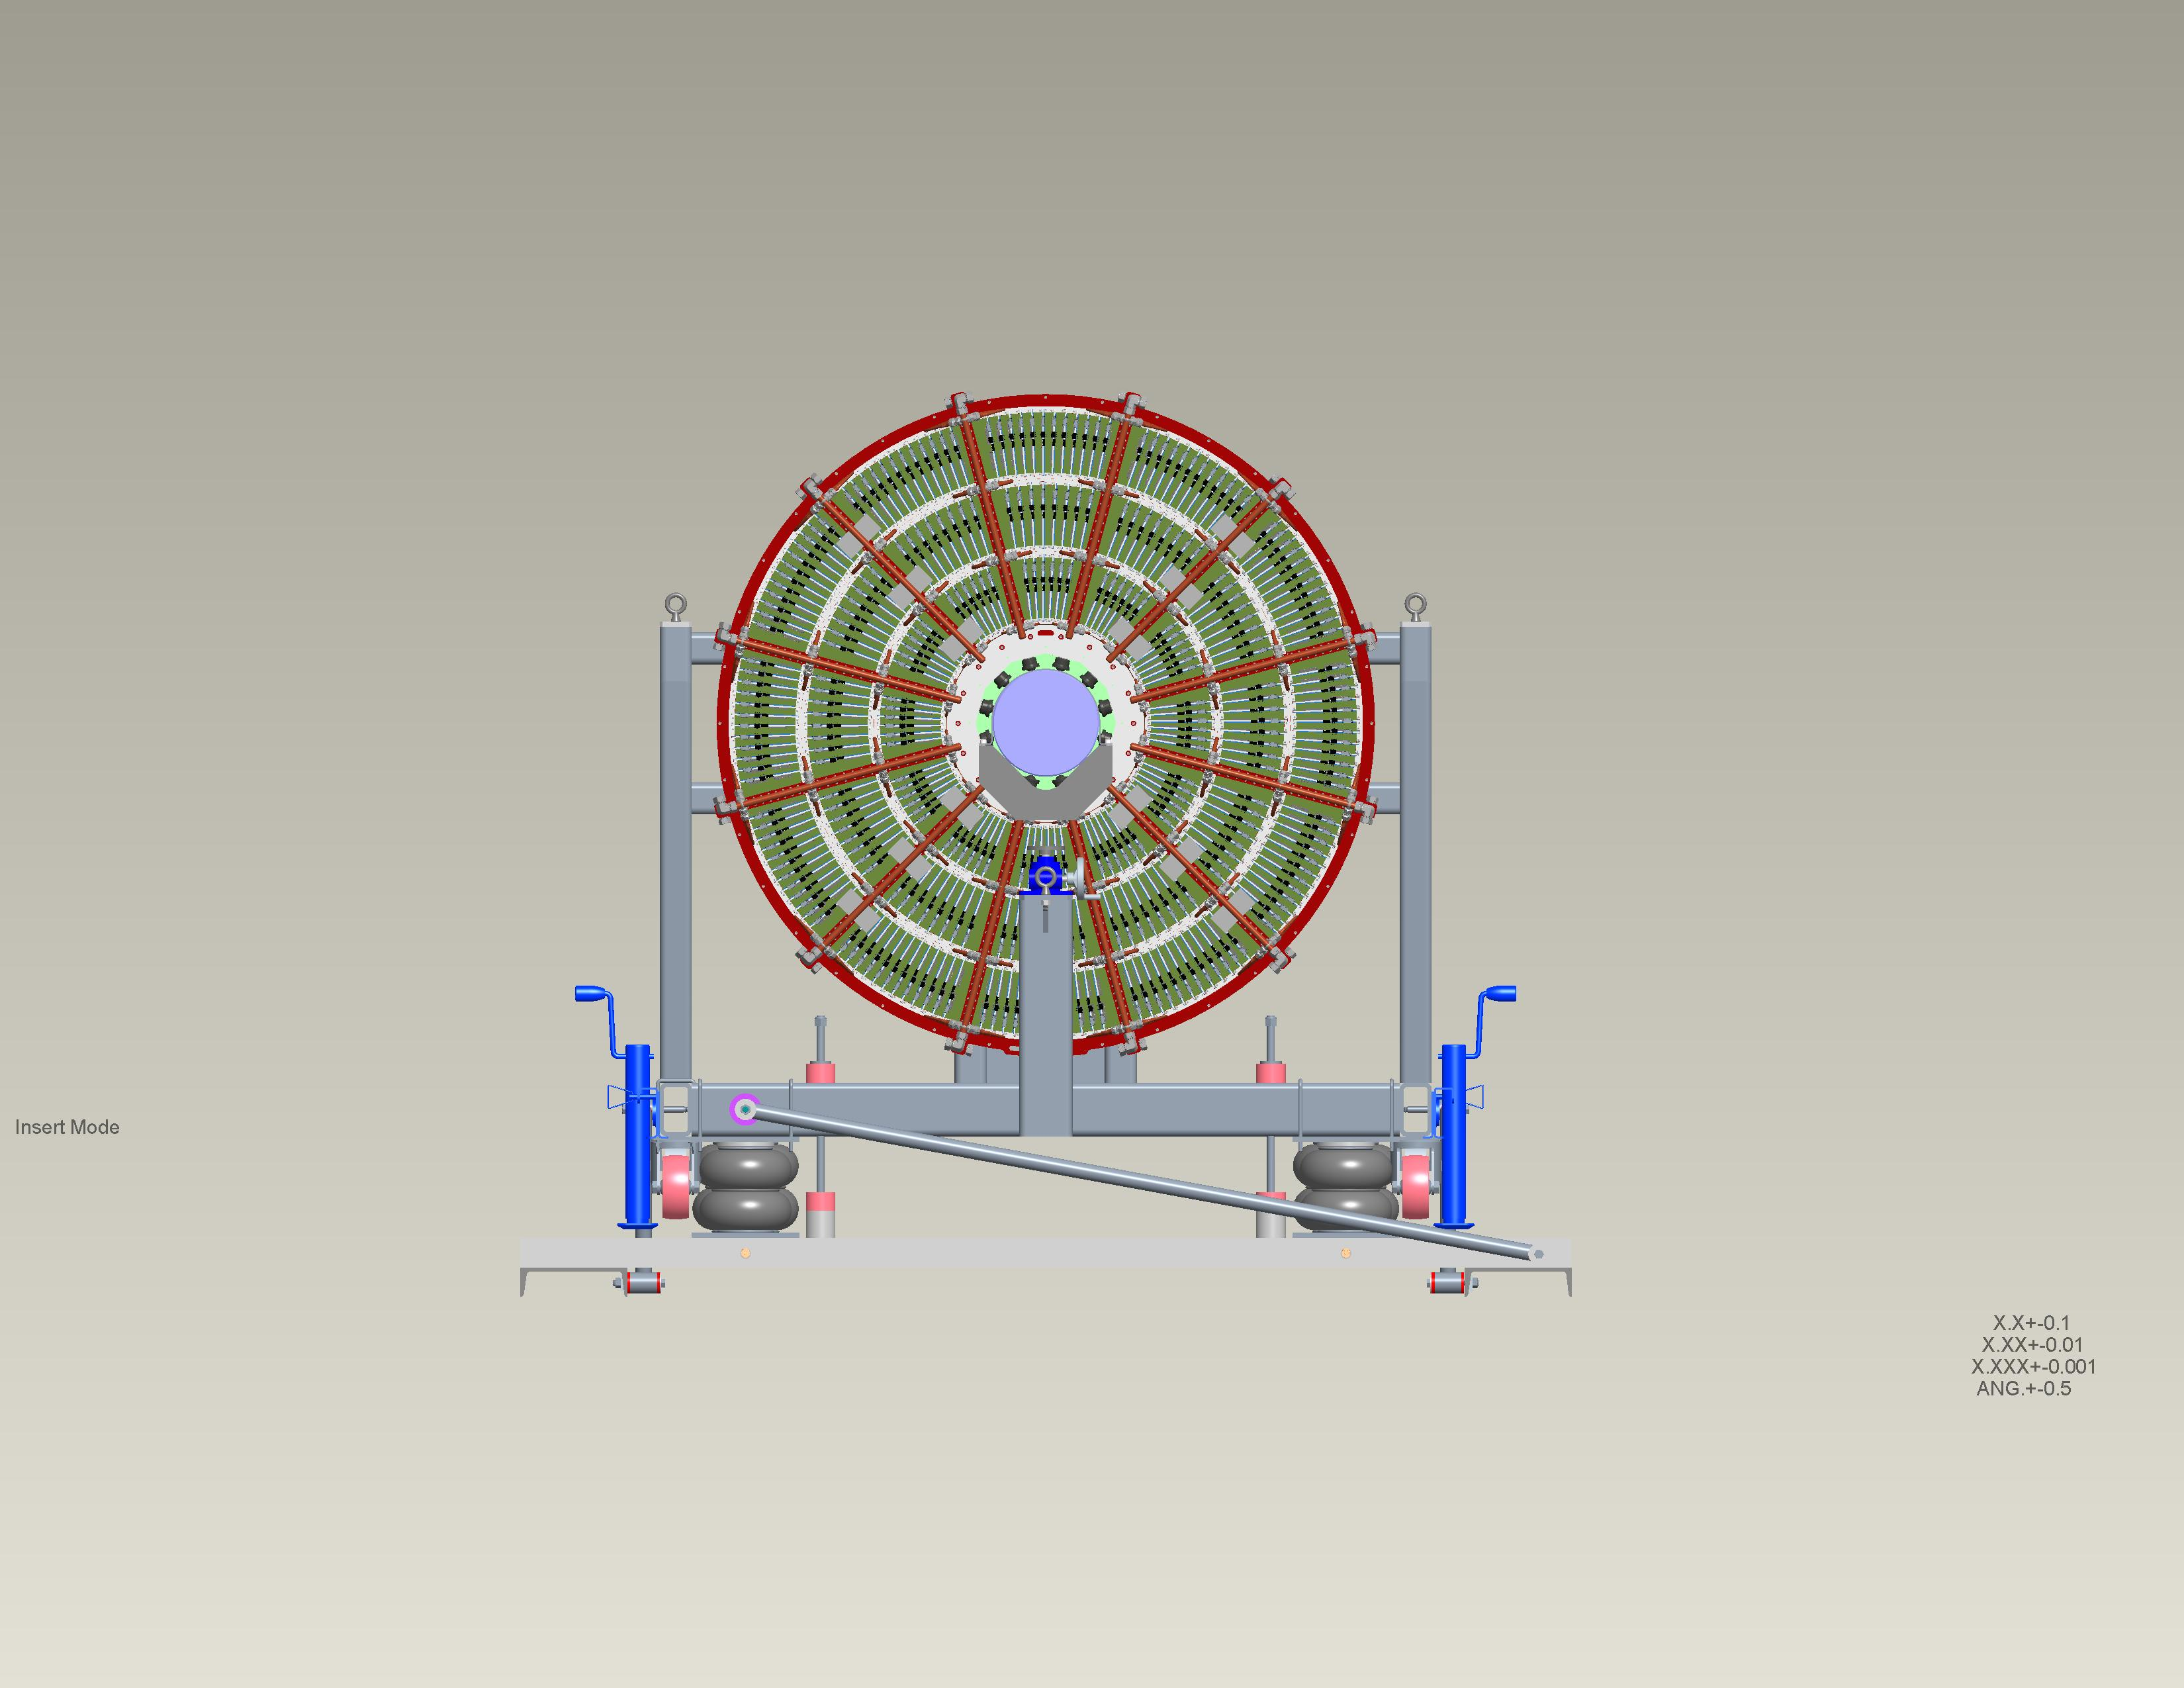 Insert Mode
X.X+-0.1
X.XX+-0.01
X.XXX+-0.001
ANG.+-0.5